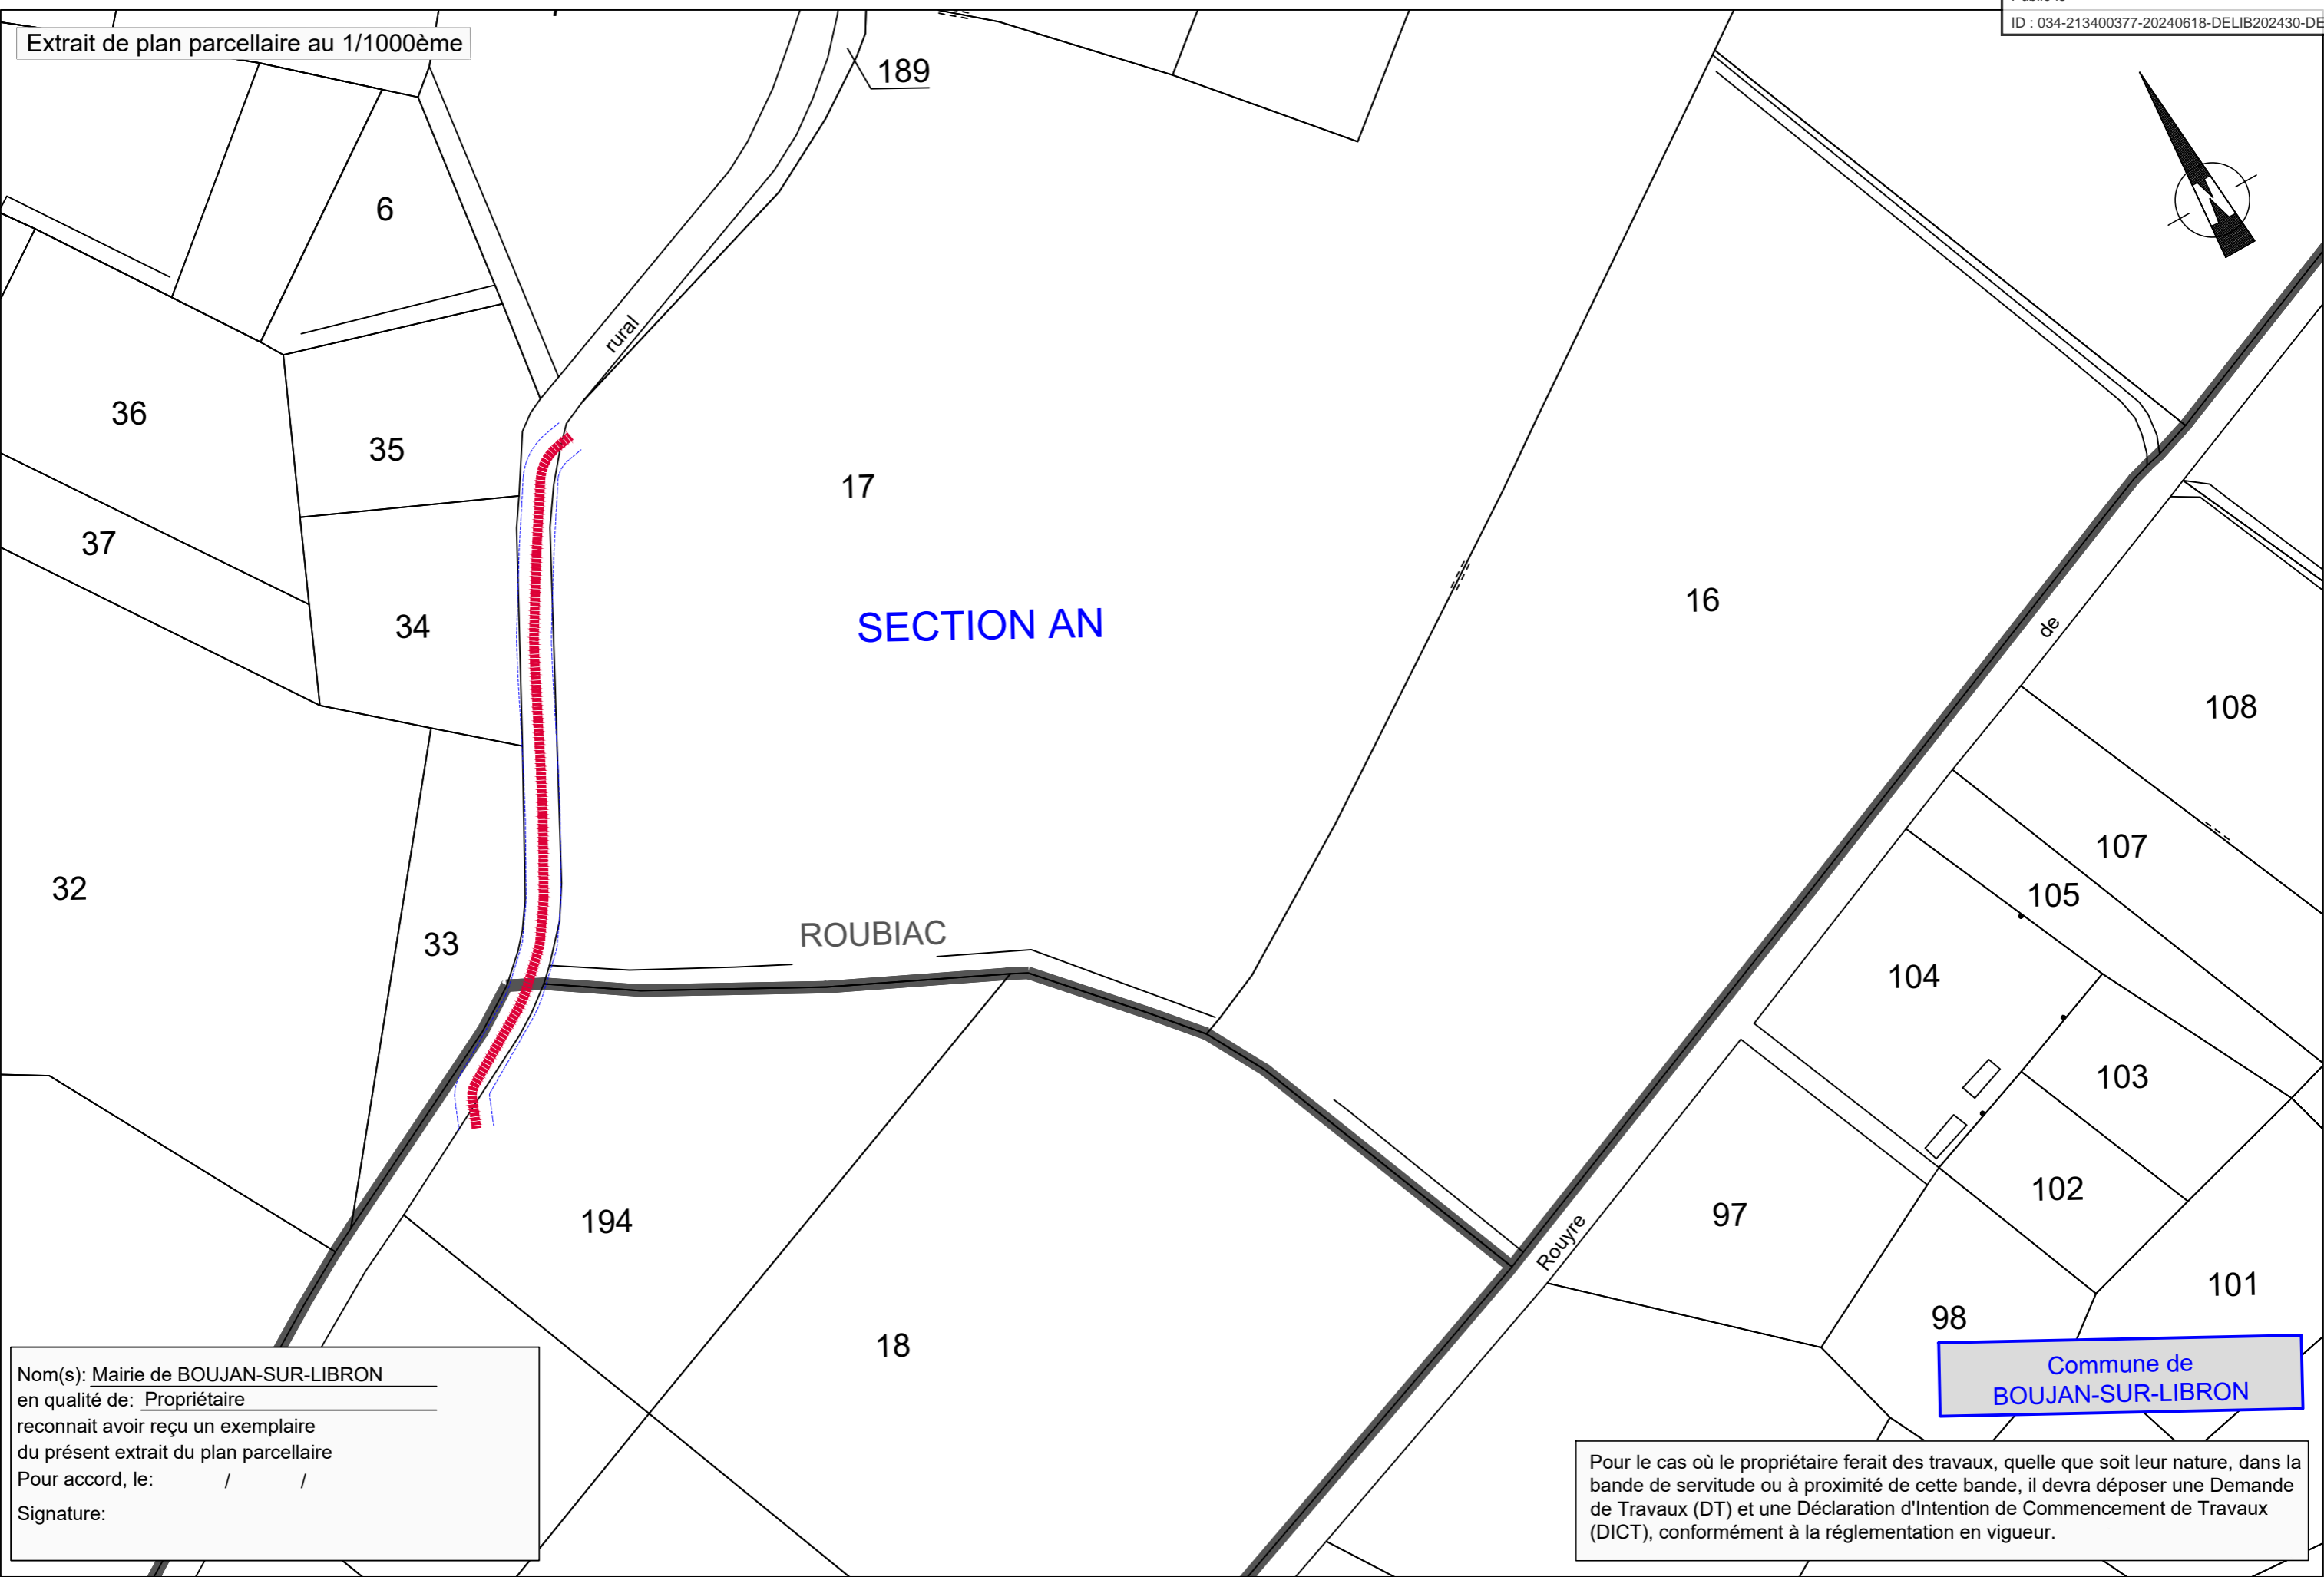 ID : 034-213400377-20240618-DELIB202430-DE
Extrait de plan parcellaire au 1/1000ème
189
6
rural
36
35
17
37
34
SECTION AN
16
de
108
107
105
32
33
ROUBIAC
104
103
102
194
97
Rouyre
101
98
18
Commune de
BOUJAN-SUR-LIBRON
Nom(s): Mairie de BOUJAN-SUR-LIBRON
en qualité de: Propriétaire
reconnait avoir reçu un exemplaire
du présent extrait du plan parcellaire
Pour accord, le: / /
Signature:
Pour le cas où le propriétaire ferait des travaux, quelle que soit leur nature, dans la
bande de servitude ou à proximité de cette bande, il devra déposer une Demande
de Travaux (DT) et une Déclaration d'Intention de Commencement de Travaux
(DICT), conformément à la réglementation en vigueur.